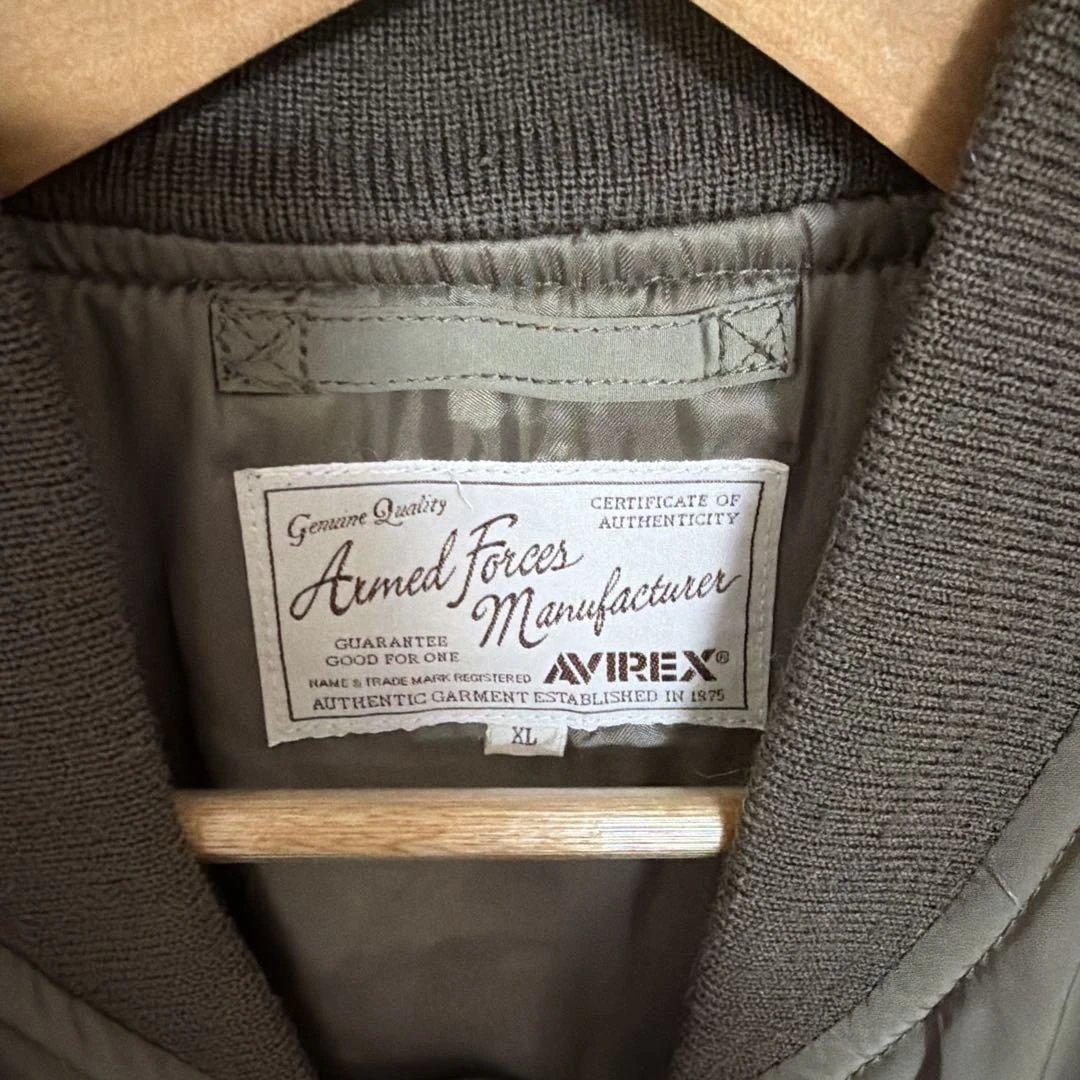 Genuine Quality
CERTIFICATE OF
AUTHENTICITY
Armed Forces
Manufacturer
GUARANTEE
GOOD FOR ONE
AVIREX®
NAME & TRADE MARK REGISTERED
AUTHENTIC GARMENT ESTABLISHED IN 1975
XL